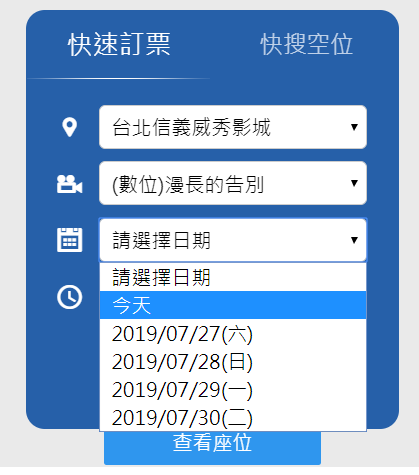 快速訂票 快搜空位
台北信義威秀影城
(數位)漫長的告別
請選擇日期
請選擇日期
今天
2019/07/27(六)
2019/07/28(日)
2019/07/29(一)
2019/07/30(二)
查看座位